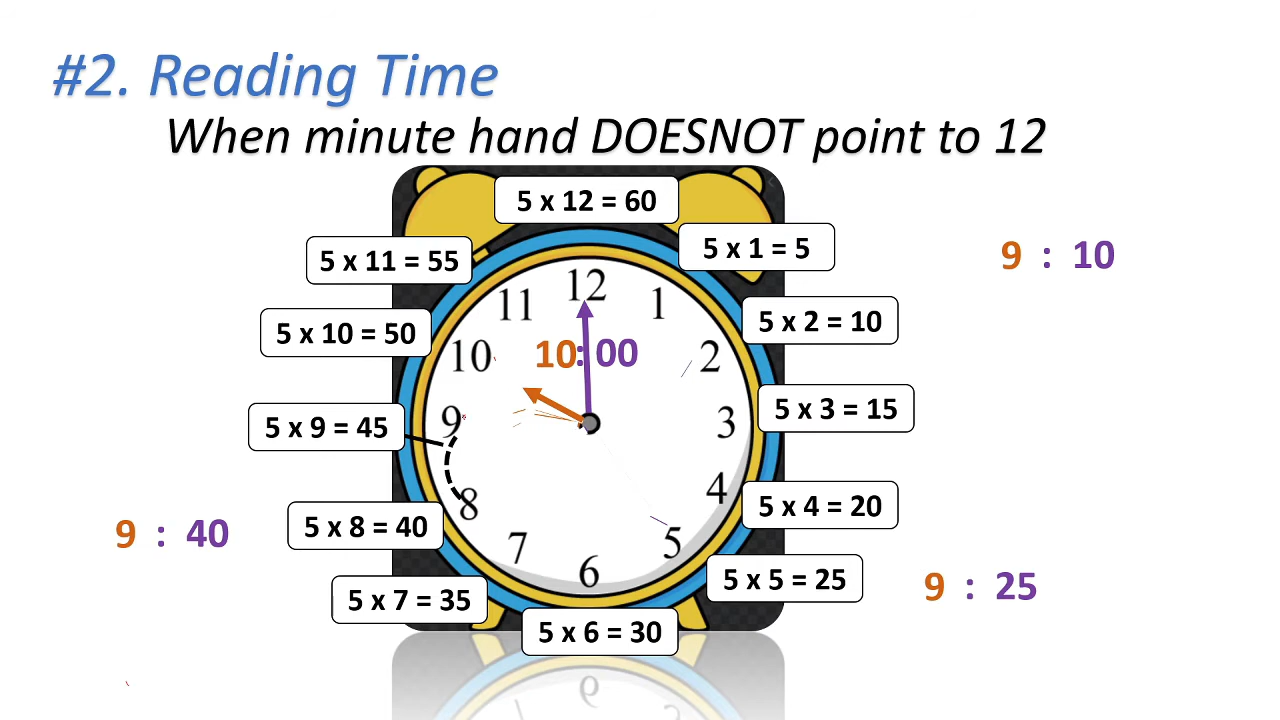 #2. Reading Time
When minute hand DOESNOT point to 12
5 x 12 = 60
5 x 11 = 55
5 x 1 = 5
9 : 10
12
11
1
5 x 10 = 50
5 x 2 = 10
10
10:00
2
5 x 9 = 45
9
3
5 x 3 = 15
9 : 40
5 x 8 = 40
8
4
5 x 4 = 20
7
5
6
5 x 7 = 35
5 x 5 = 25
9 : 25
5 x 6 = 30